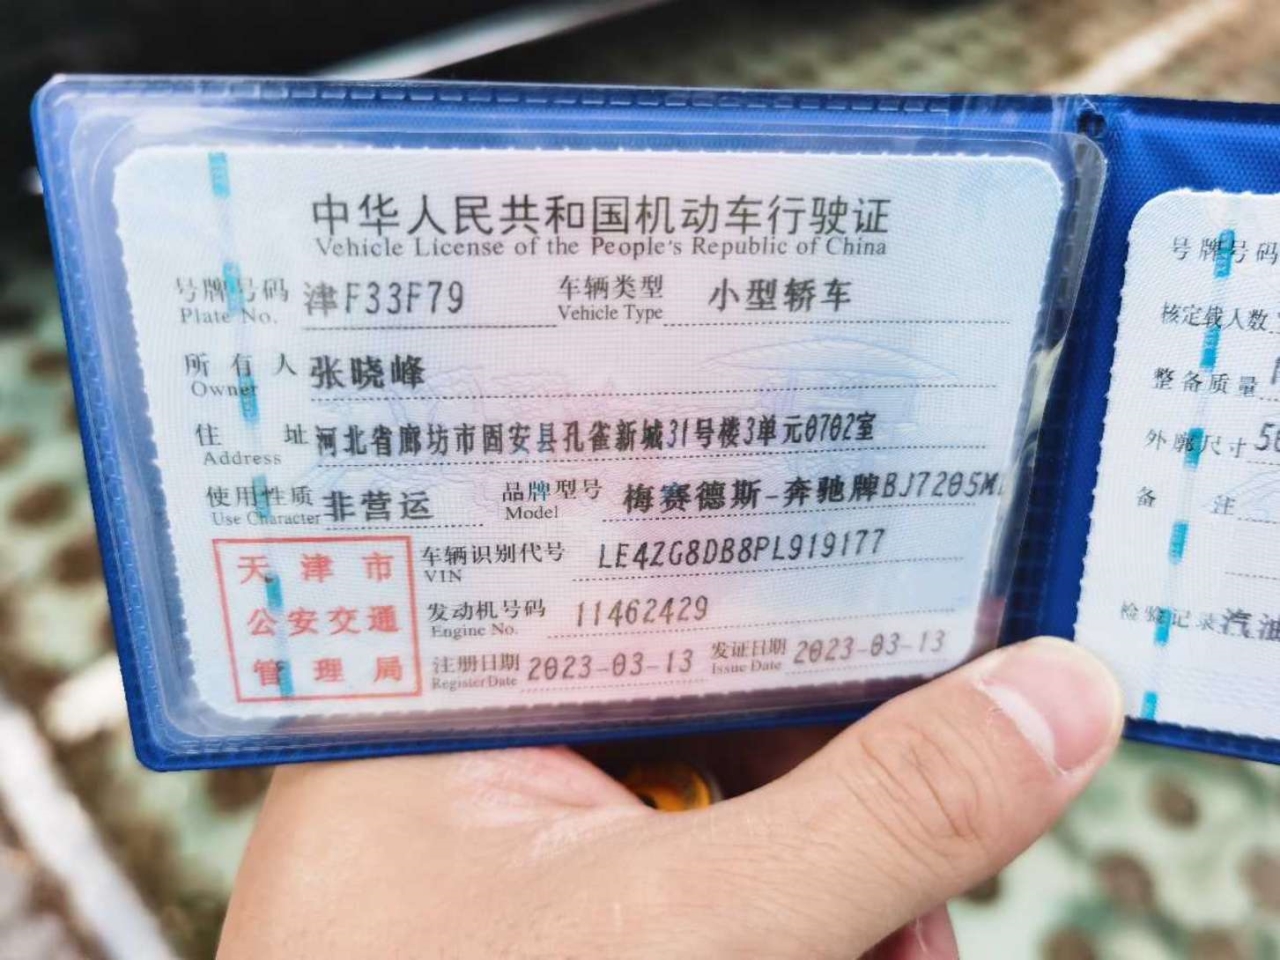 中华人民共和国机动车行驶证
Vehicle License of the People's Republic of China
号牌号码 津F33F79 车辆类型 小型轿车
Plate No. Vehicle Type
所有人 张晓峰
Owner
住址 河北省廊坊市固安县孔雀新城31号楼3单元0702室
Address
使用性质 非营运 品牌型号 梅赛德斯-奔驰牌BJ7205M
Use Character Model
天津市
公安交通
管理局
车辆识别代号 LE4ZG8DB8PL919177
VIN
发动机号码 11462429
Engine No.
注册日期 2023-03-13 发证日期 2023-03-13
Register Date Issue Date
号牌号码
核定载人数
整备质量
外廓尺寸 50
备注
检验记录 汽油